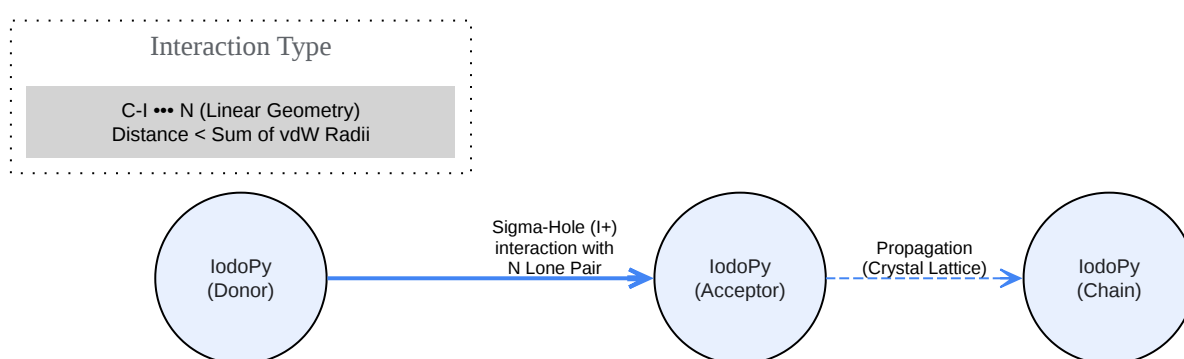 Interaction Type
C-I ••• N (Linear Geometry)
Distance < Sum of vdW Radii
Sigma-Hole (I+)
interaction with
N Lone Pair
Propagation
(Crystal Lattice)
IodoPy
(Donor)
IodoPy
(Acceptor)
IodoPy
(Chain)